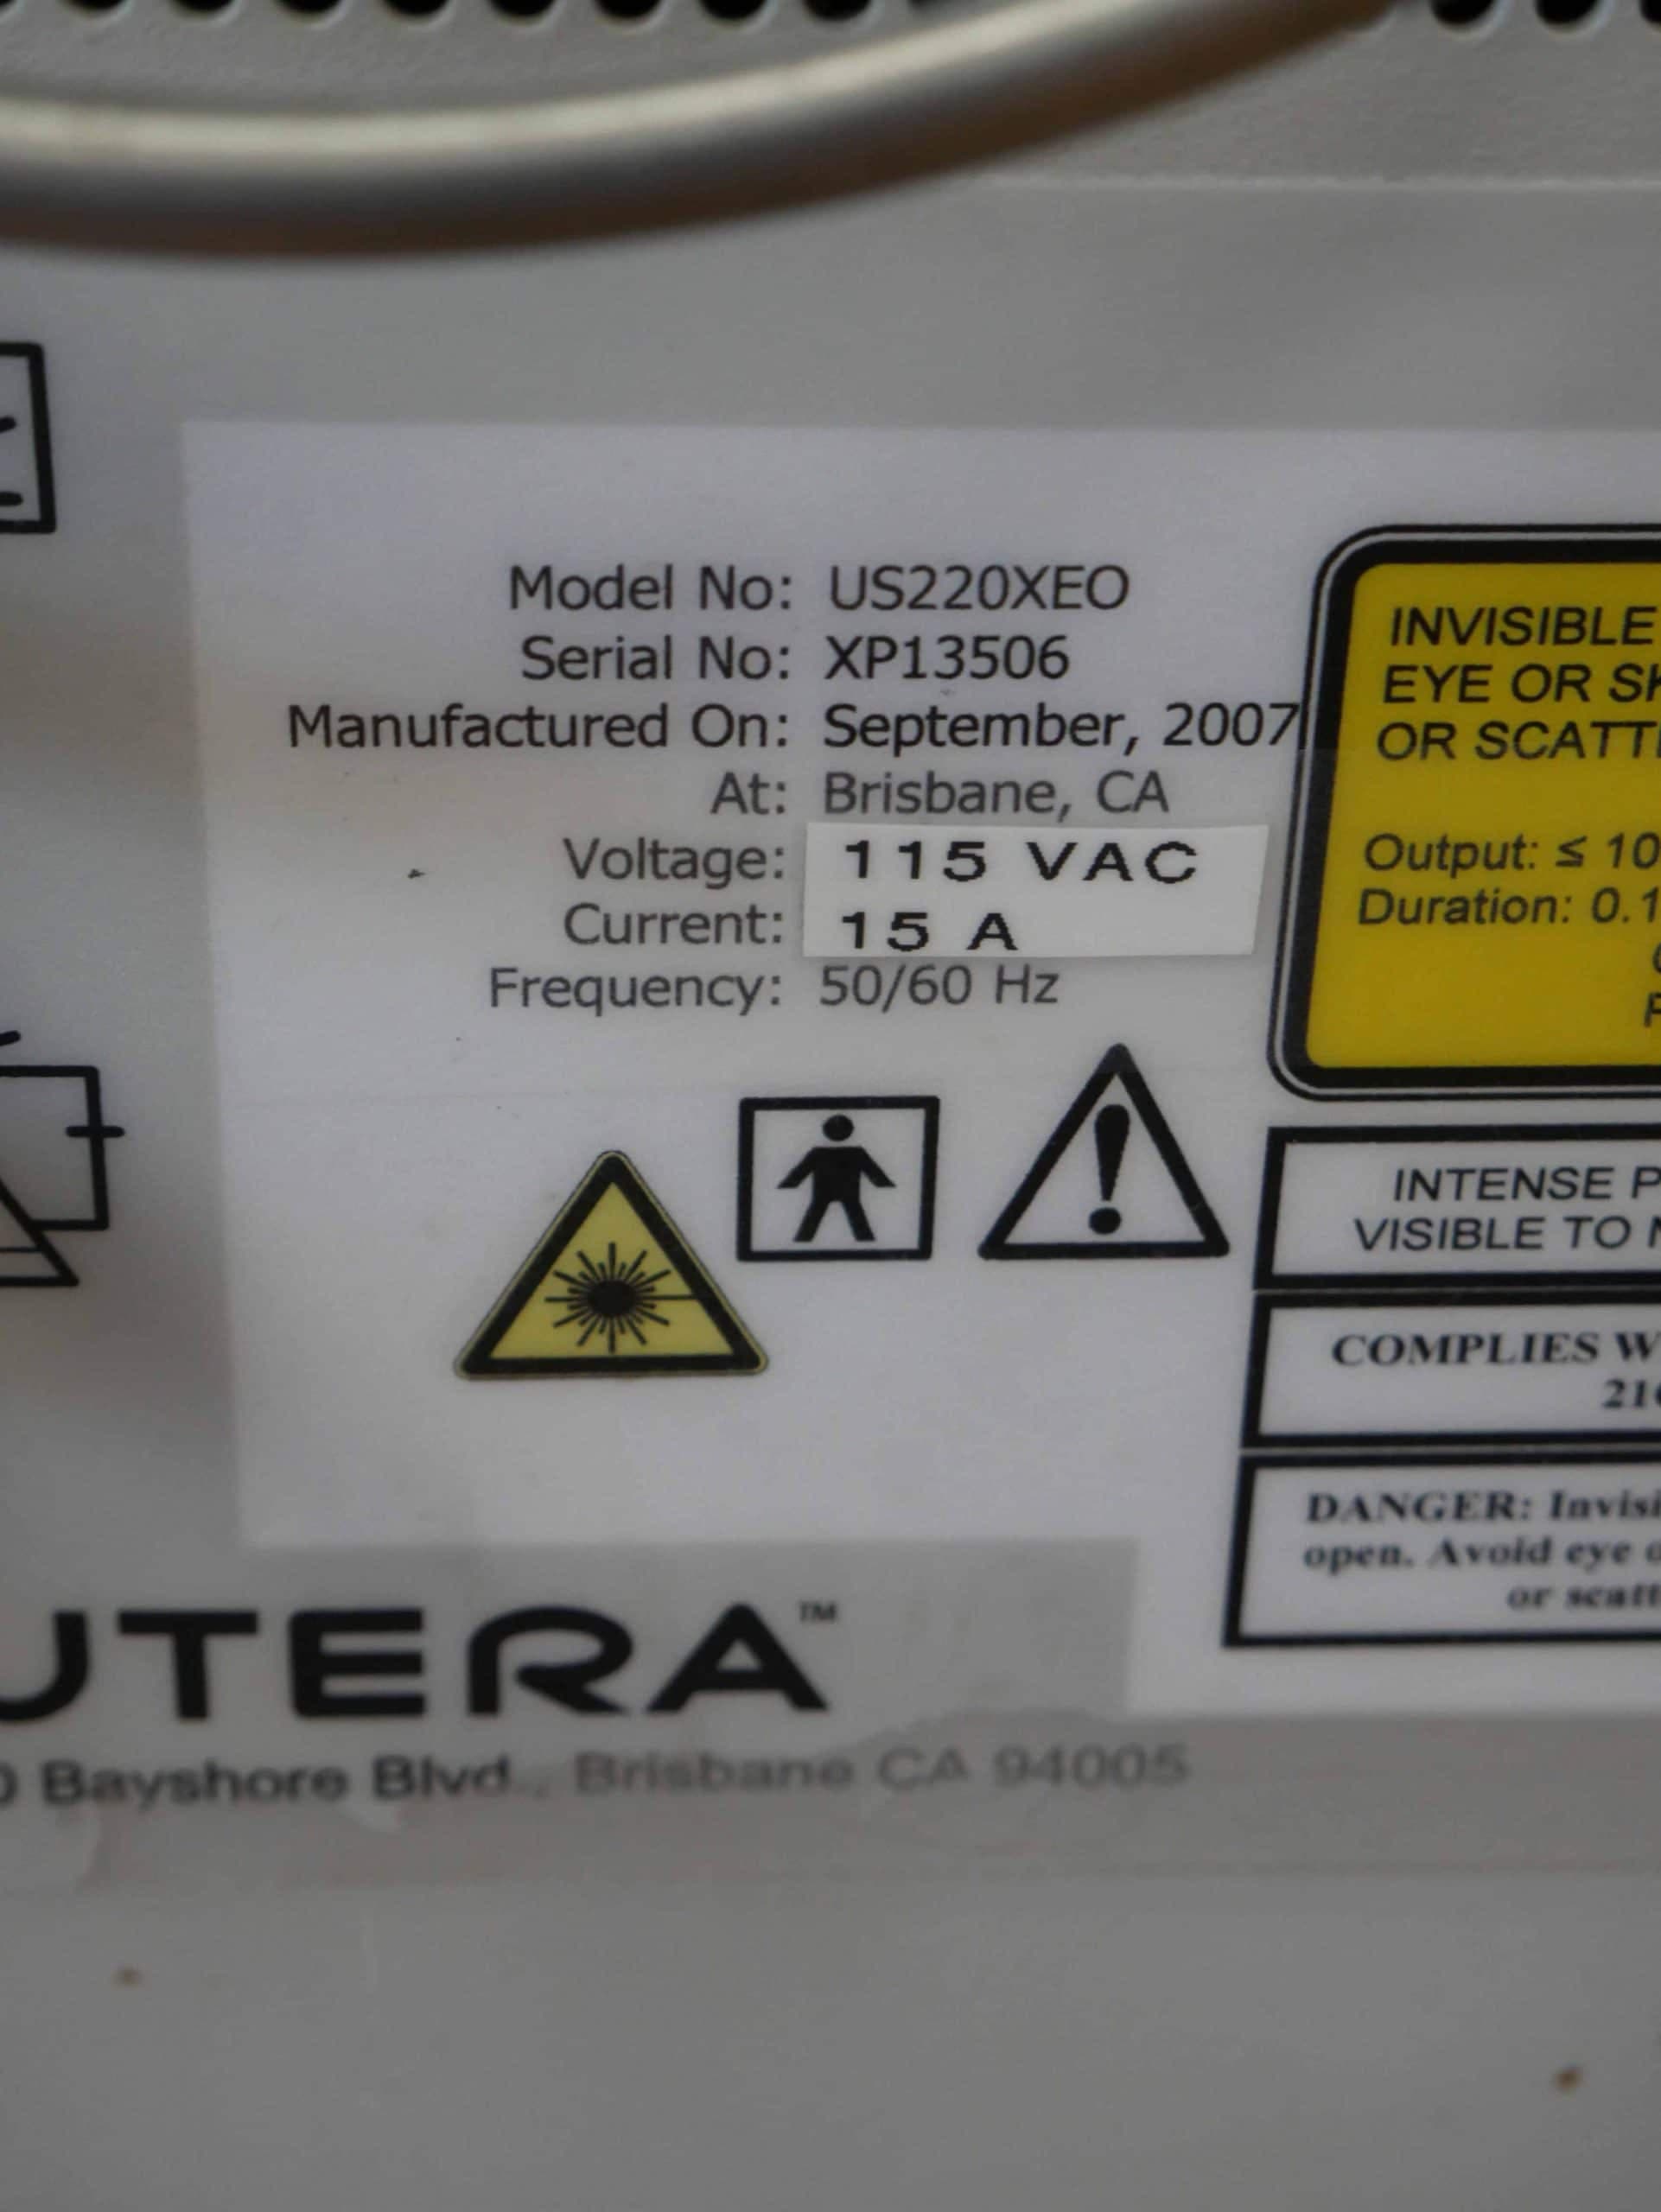 Model No: US220XEO
Serial No: XP13506
Manufactured On: September, 2007
At: Brisbane, CA
Voltage: 115 VAC
Current: 15 A
Frequency: 50/60 Hz
INVISIBLE
EYE OR SK
OR SCATT
Output: ≤ 10
Duration: 0.1
INTENSE P
VISIBLE TO N
COMPLIES W
21
DANGER: Invisi
open. Avoid eye o
or scatt
UTERA™
0 Bayshore Blvd., Brisbane CA 94005